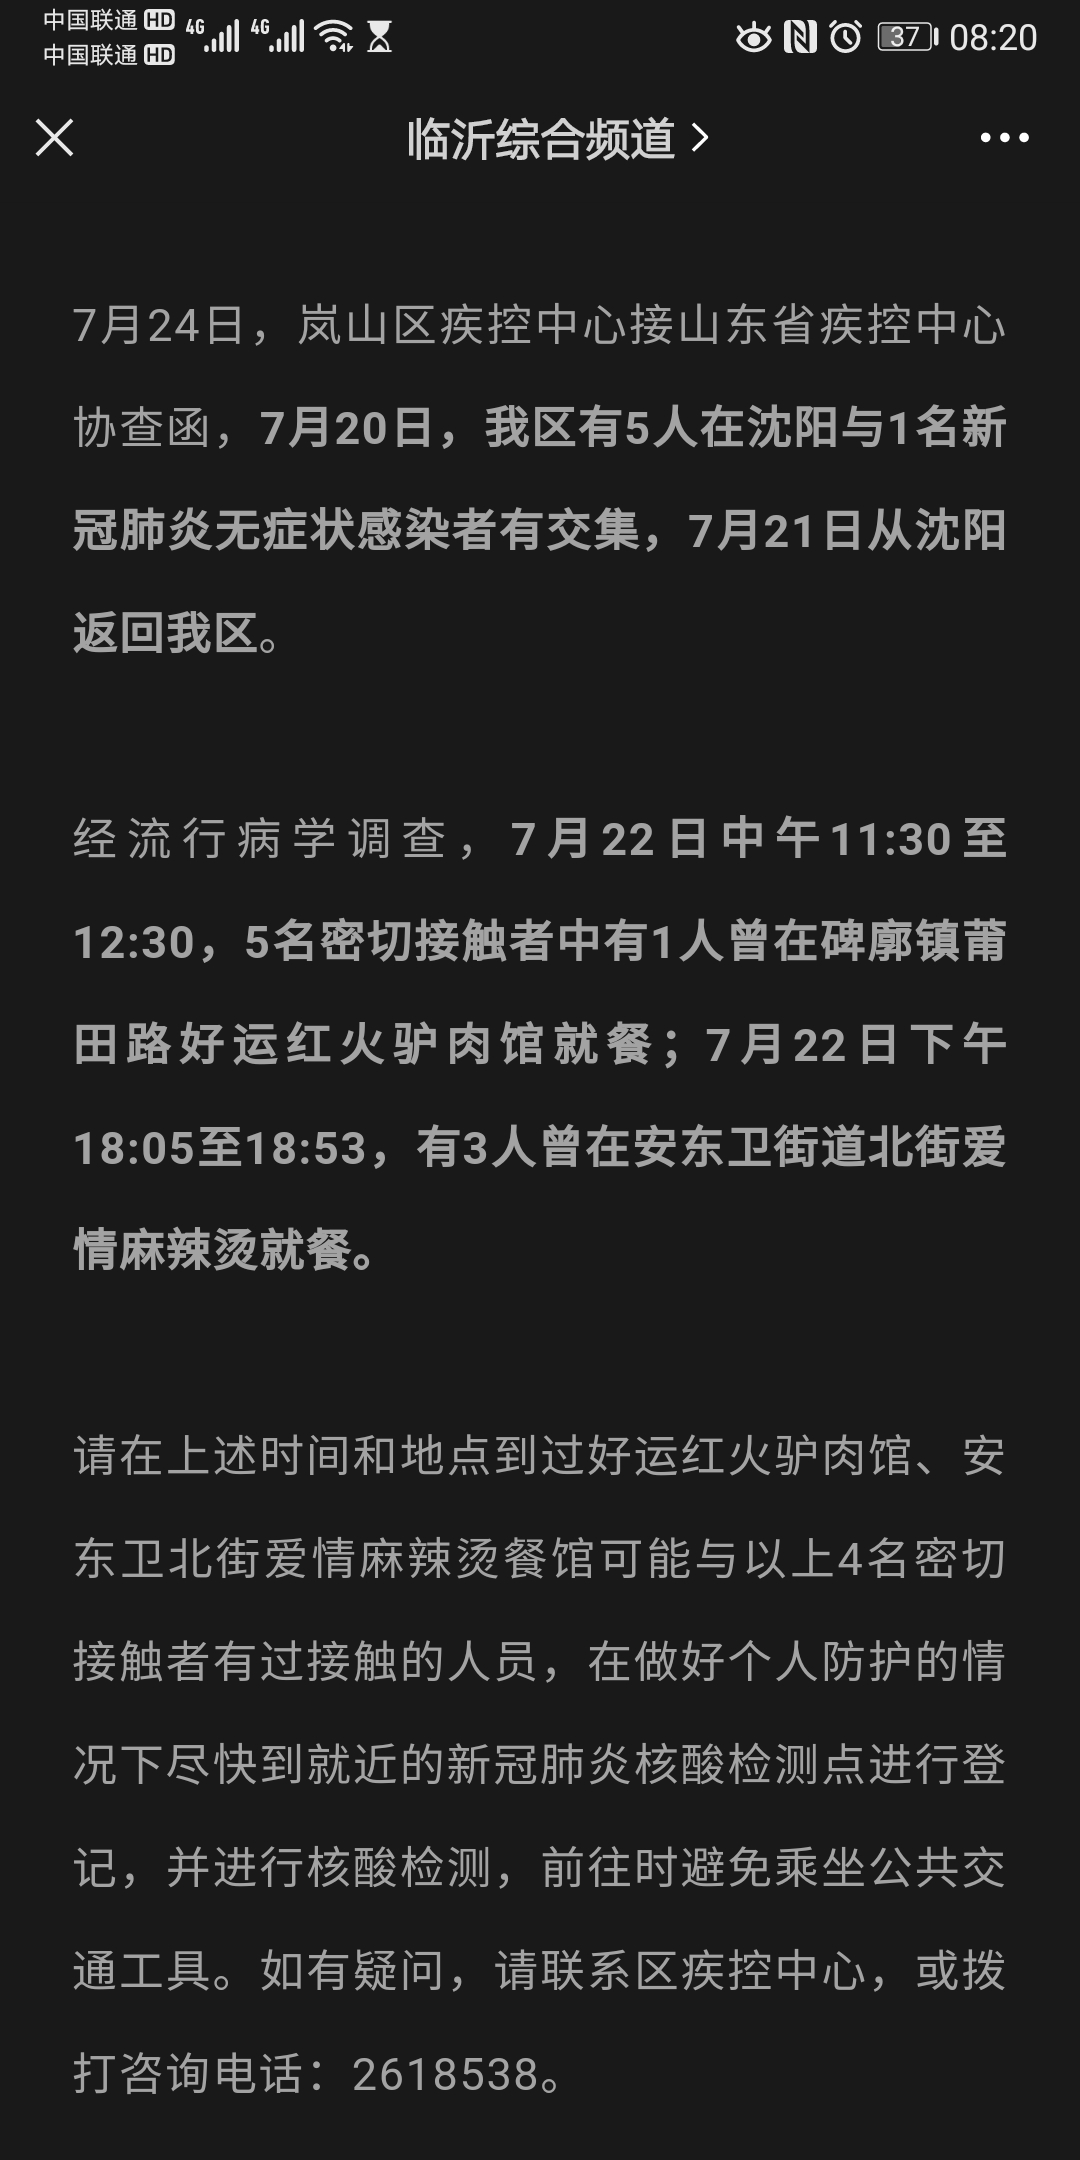 中国联通 HD 4G 4G 37 08:20
中国联通 HD
临沂综合频道
7月24日，岚山区疾控中心接山东省疾控中心
协查函，7月20日，我区有5人在沈阳与1名新
冠肺炎无症状感染者有交集，7月21日从沈阳
返回我区。
经流行病学调查，7月22日中午11:30至
12:30，5名密切接触者中有1人曾在碑廓镇莆
田路好运红火驴肉馆就餐；7月22日下午
18:05至18:53，有3人曾在安东卫街道北街爱
情麻辣烫就餐。
请在上述时间和地点到过好运红火驴肉馆、安
东卫北街爱情麻辣烫餐馆可能与以上4名密切
接触者有过接触的人员，在做好个人防护的情
况下尽快到就近的新冠肺炎核酸检测点进行登
记，并进行核酸检测，前往时避免乘坐公共交
通工具。如有疑问，请联系区疾控中心，或拨
打咨询电话：2618538。